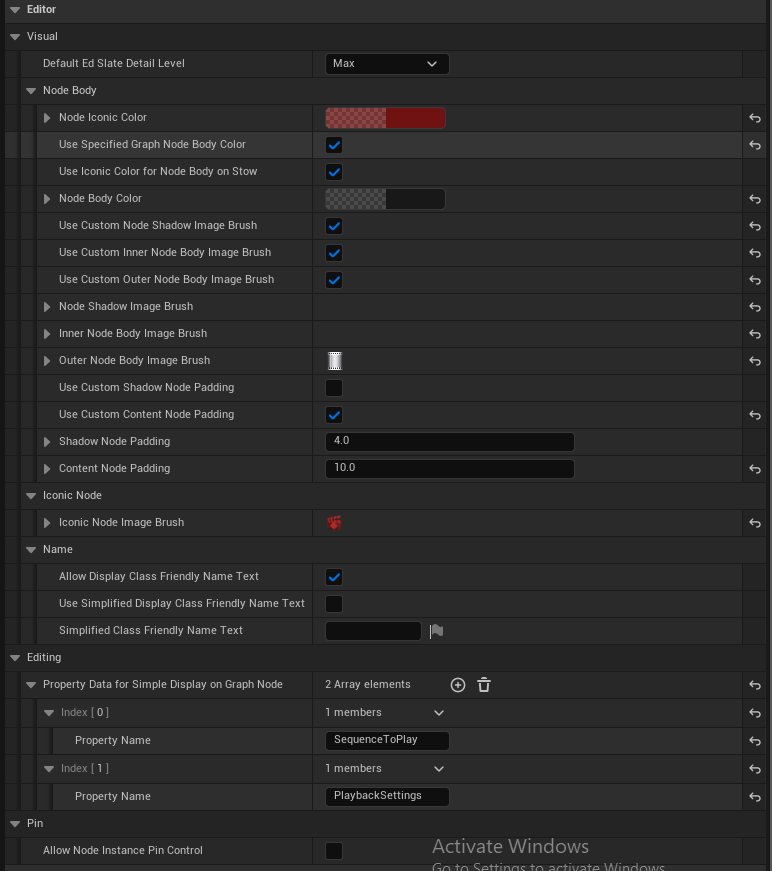 Editor
Visual
Default Ed Slate Detail Level Max
Node Body
Node Iconic Color
Use Specified Graph Node Body Color
Use Iconic Color for Node Body on Stow
Node Body Color
Use Custom Node Shadow Image Brush
Use Custom Inner Node Body Image Brush
Use Custom Outer Node Body Image Brush
Node Shadow Image Brush
Inner Node Body Image Brush
Outer Node Body Image Brush
Use Custom Shadow Node Padding
Use Custom Content Node Padding
Shadow Node Padding 4.0
Content Node Padding 10.0
Iconic Node
Iconic Node Image Brush
Name
Allow Display Class Friendly Name Text
Use Simplified Display Class Friendly Name Text
Simplified Class Friendly Name Text
Editing
Property Data for Simple Display on Graph Node 2 Array elements
Index [ 0 ] 1 members
Property Name SequenceToPlay
Index [ 1 ] 1 members
Property Name PlaybackSettings
Pin
Allow Node Instance Pin Control
Activate Windows
Go to Settings to activate Windows.